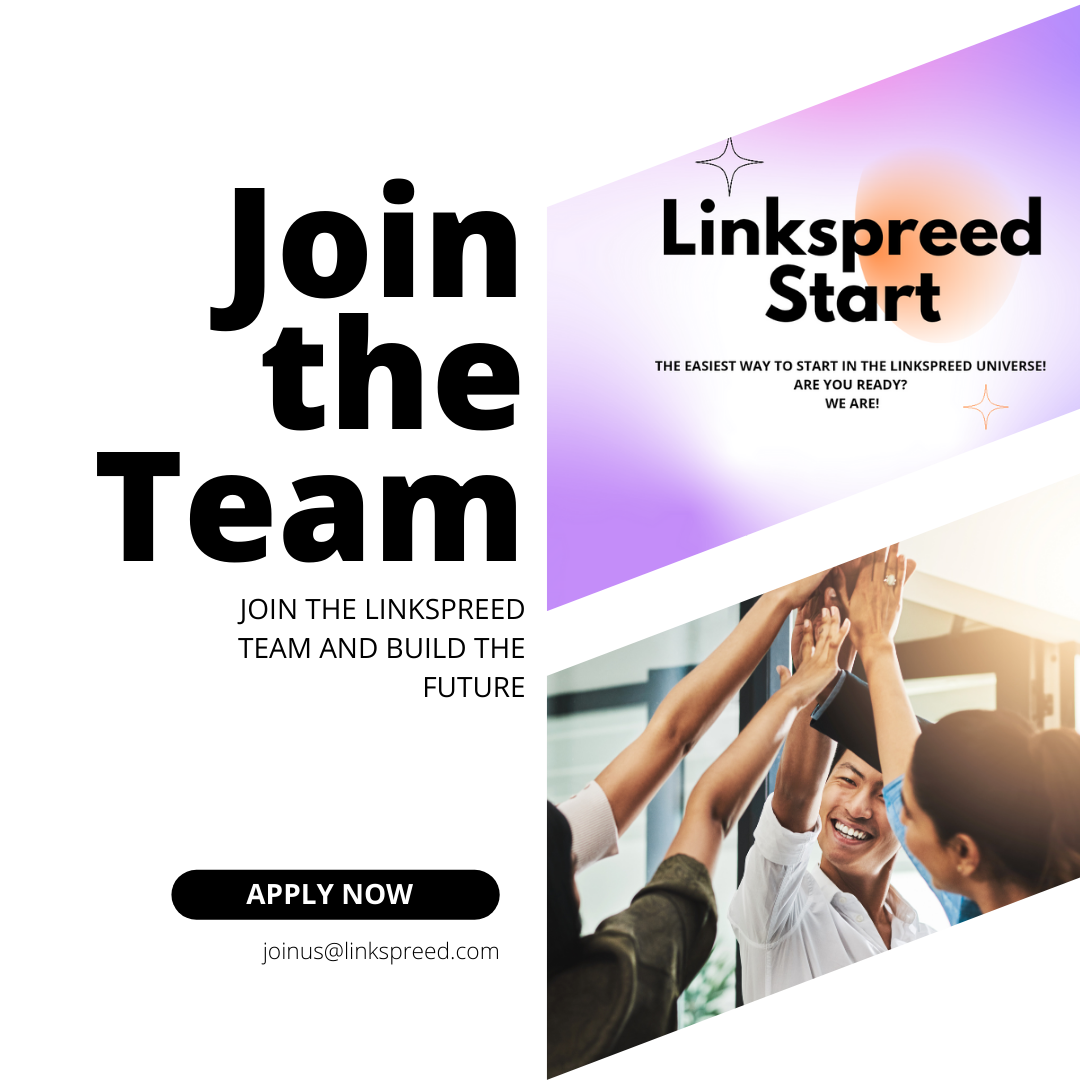 Join
the
Team
JOIN THE LINKSPREED
TEAM AND BUILD THE
FUTURE
APPLY NOW
joinus@linkspreed.com
Linkspreed
Start
THE EASIEST WAY TO START IN THE LINKSPREED UNIVERSE!
ARE YOU READY?
WE ARE!